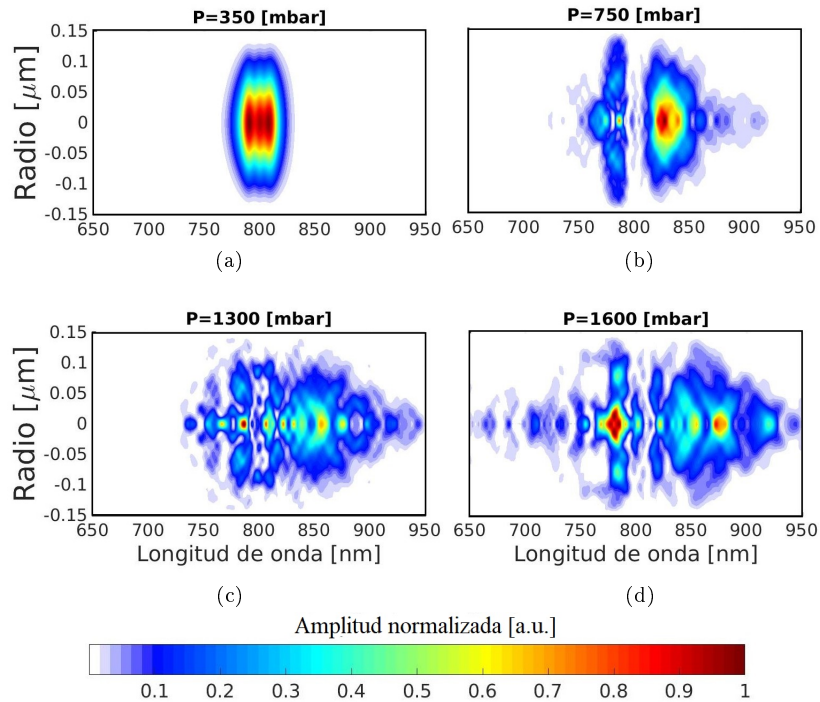 P=350 [mbar]
P=750 [mbar]
Radio [μm]
0.15
0.1
0.05
0
-0.05
-0.1
-0.15
650 700 750 800 850 900 950
650 700 750 800 850 900 950
(a)
(b)
P=1300 [mbar]
P=1600 [mbar]
Radio [μm]
0.15
0.1
0.05
0
-0.05
-0.1
-0.15
650 700 750 800 850 900 950
650 700 750 800 850 900 950
Longitud de onda [nm]
Longitud de onda [nm]
(c)
(d)
Amplitud normalizada [a.u.]
0.1 0.2 0.3 0.4 0.5 0.6 0.7 0.8 0.9 1